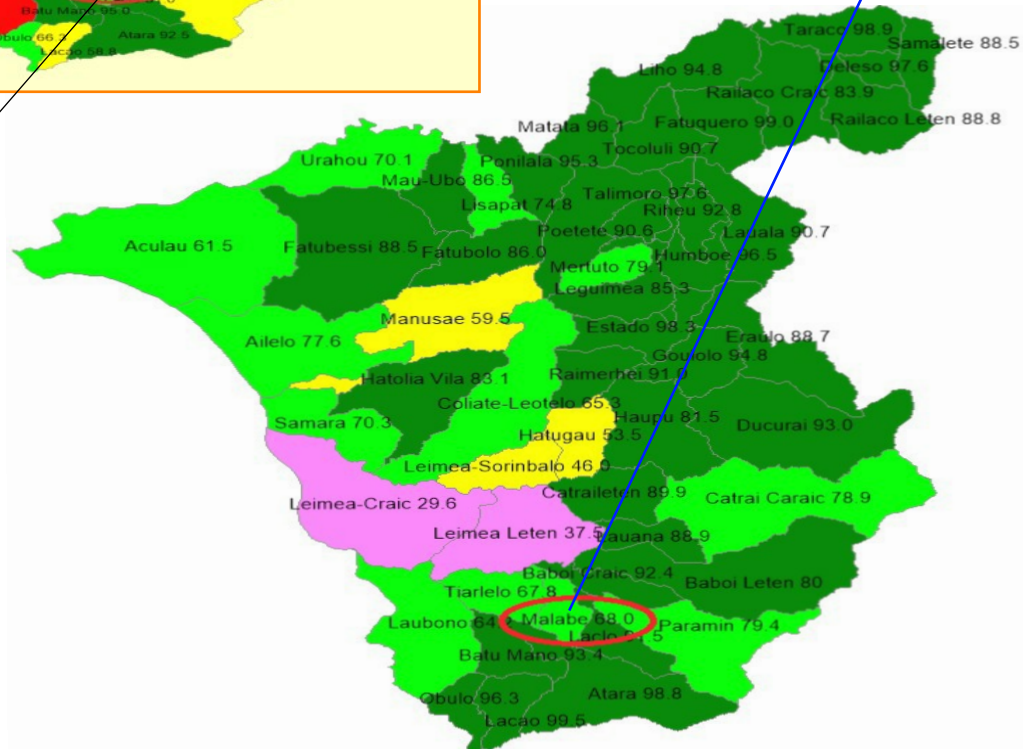 Batu Mano 95.0
Atara 92.5
Obulo 66.3
Lacao 58.8
Taraco 98.9
Samalete 88.5
Liho 94.8
Deleso 97.6
Railaco Craic 83.9
Matata 96.1
Fatuquero 99.0
Railaco Leten 88.8
Tocoluli 90.7
Urahou 70.1
Ponilala 95.3
Mau-Ubo 86.5
Talimoro 97.6
Lisapat 74.8
Riheu 92.8
Poetete 90.6
Lauala 90.7
Aculau 61.5
Fatubessi 88.5
Fatubolo 86.0
Humboe 96.5
Mertuto 79.1
Leguimea 85.3
Manusae 59.5
Estado 98.3
Eraulo 88.7
Ailelo 77.6
Goulolo 94.8
Hatolia Vila 83.1
Raimerhei 91.0
Coliate-Leotelo 65.3
Samara 70.3
Haupu 81.5
Ducurai 93.0
Hatugau 53.5
Leimea-Sorinbalo 46.0
Catraileten 89.9
Catrai Caraic 78.9
Leimea-Craic 29.6
Leimea Leten 37.5
Lauana 88.9
Baboi Craic 92.4
Baboi Leten 80
Tiarlelo 67.8
Laubono 64.2
Malabe 68.0
Paramin 79.4
Laclo
Batu Mano 93.4
Obulo 96.3
Atara 98.8
Lacao 99.5